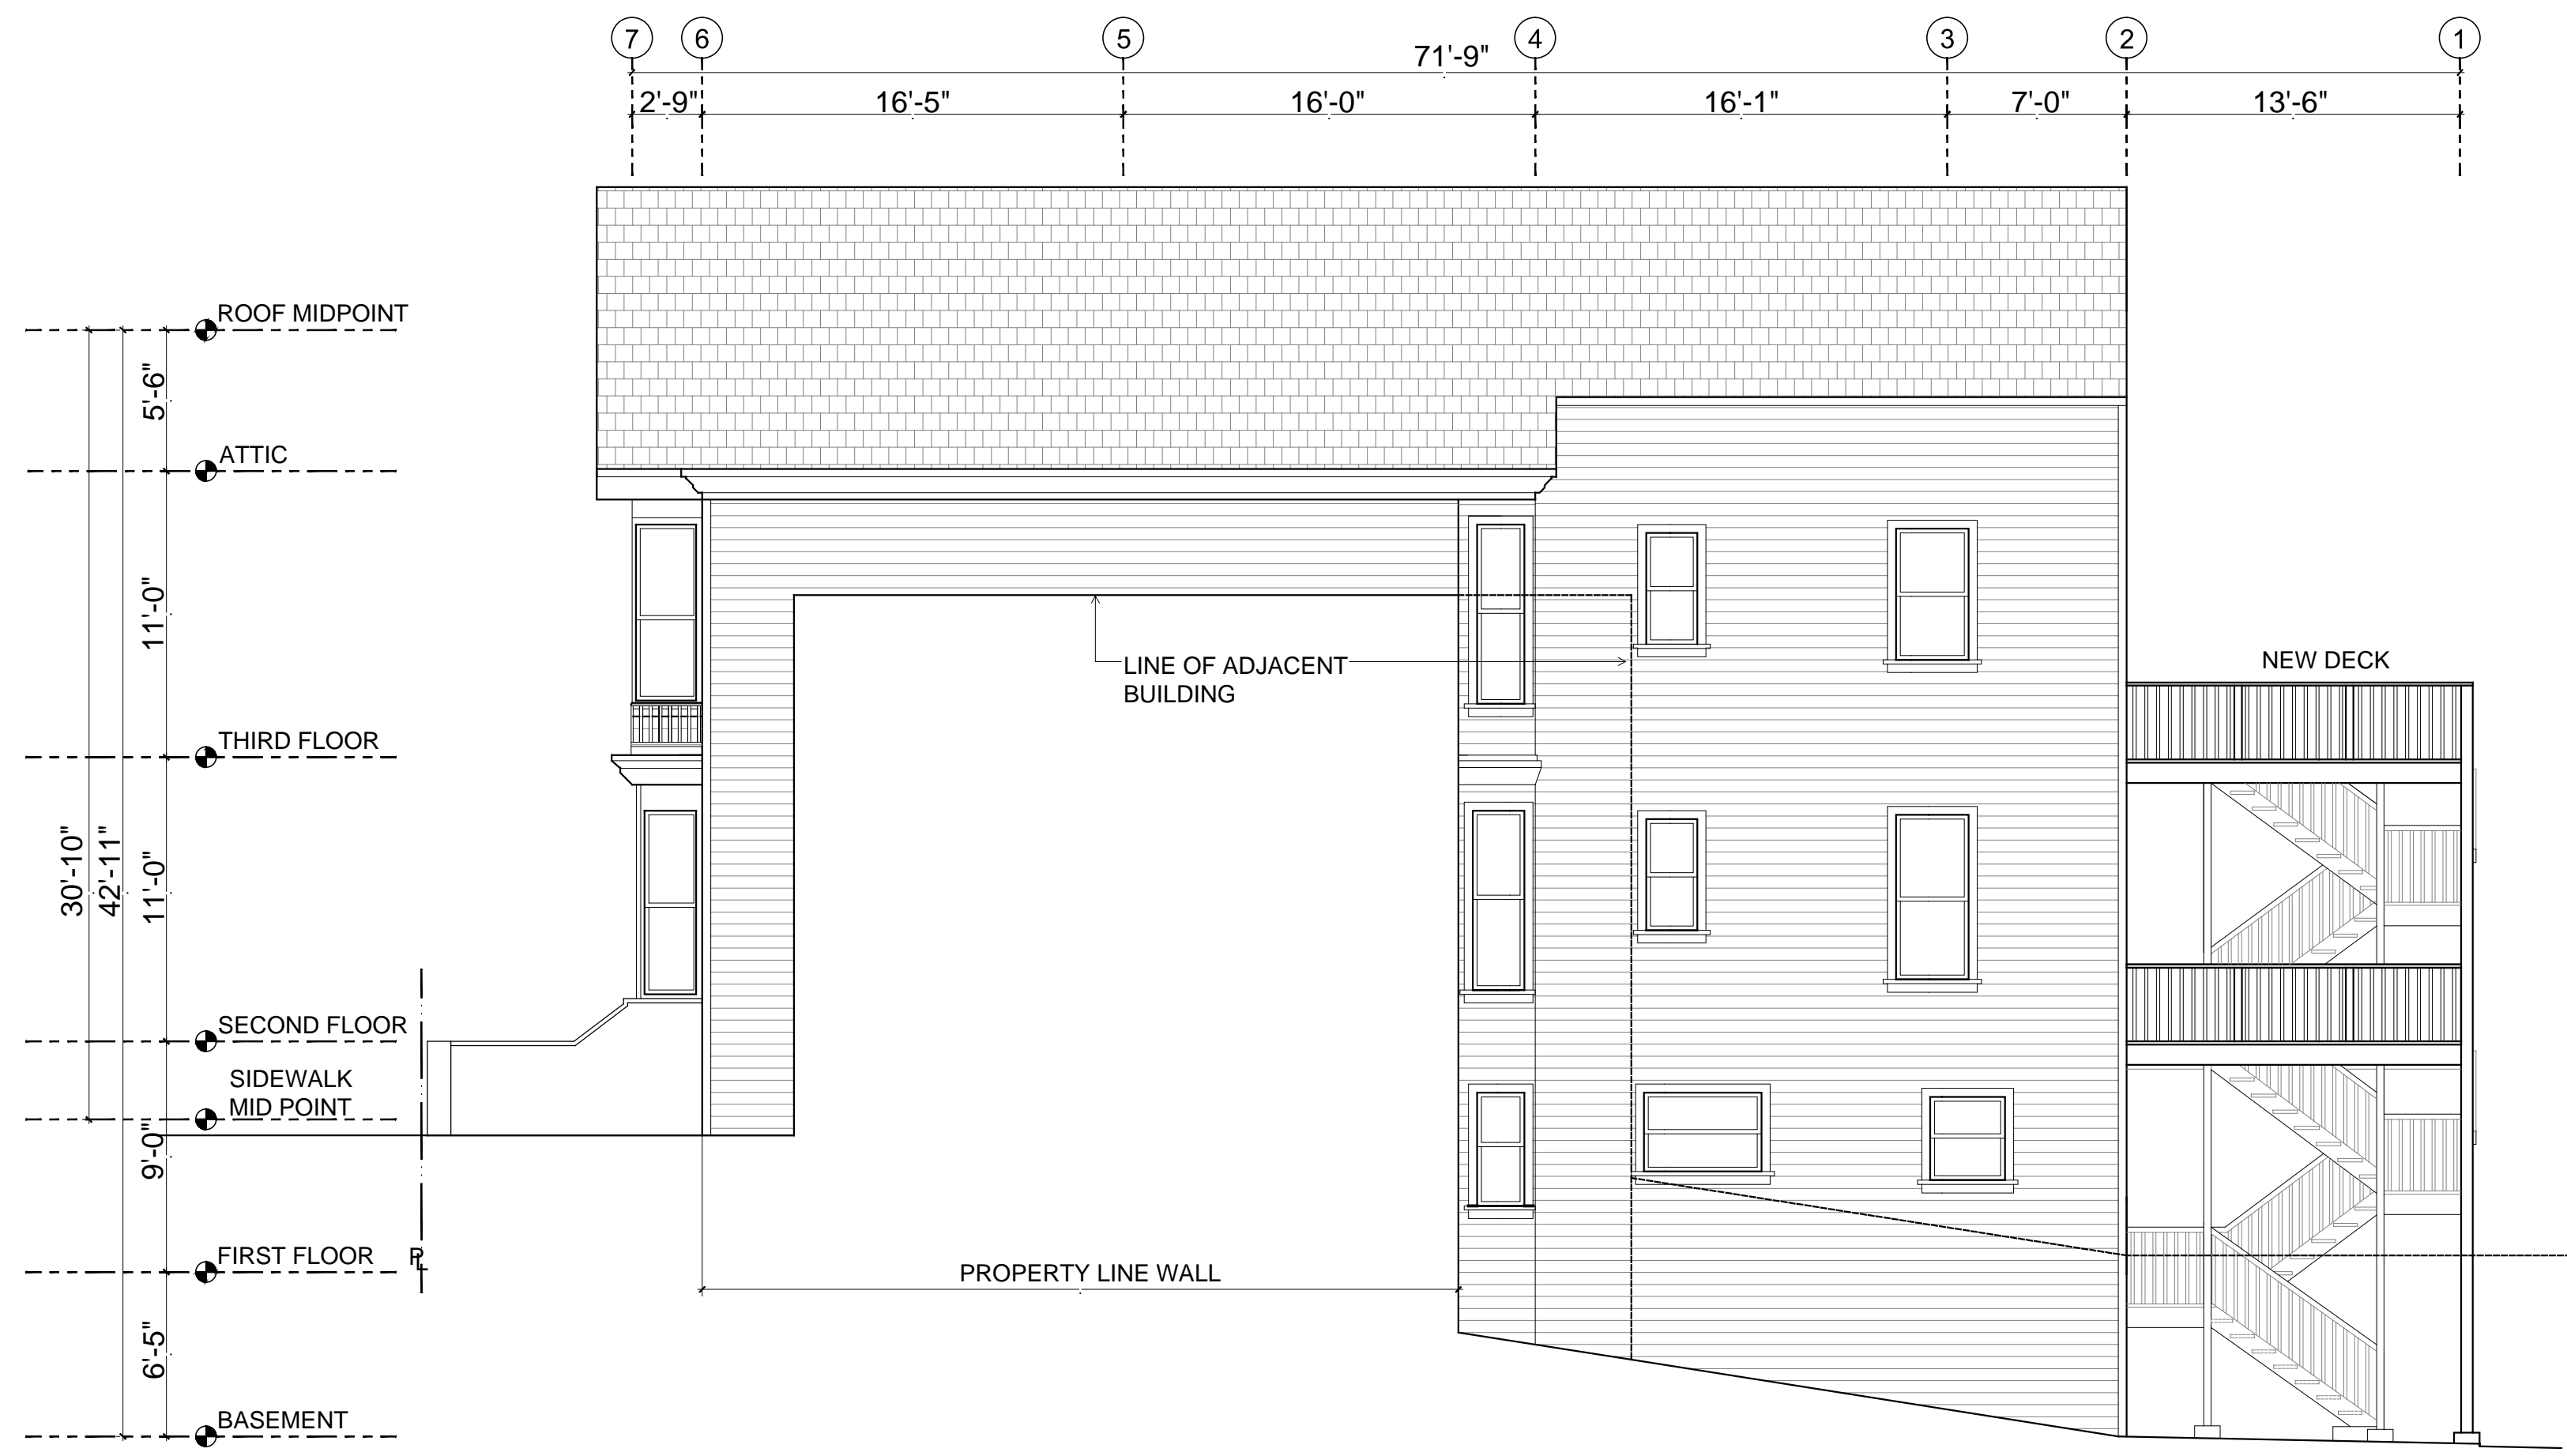 7 6 5 4 3 2 1
71'-9"
2'-9" 16'-5" 16'-0" 16'-1" 7'-0" 13'-6"
ROOF MIDPOINT
5'-6"
ATTIC
11'-0"
LINE OF ADJACENT
BUILDING
NEW DECK
THIRD FLOOR
30'-10"
42'-11"
11'-0"
SECOND FLOOR
SIDEWALK
MID POINT
9'-0"
FIRST FLOOR
PL
PROPERTY LINE WALL
6'-5"
BASEMENT